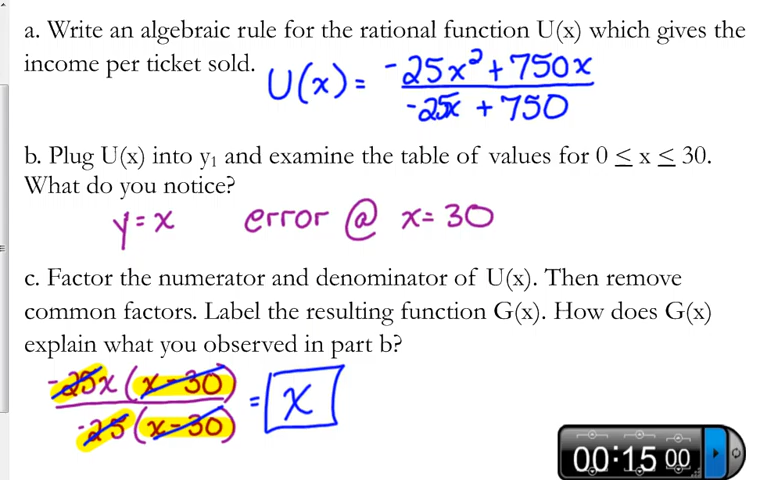 a. Write an algebraic rule for the rational function U(x) which gives the
income per ticket sold. U(x) = (-25x² + 750x)/(-25x + 750)
b. Plug U(x) into y₁ and examine the table of values for 0 ≤ x ≤ 30.
What do you notice?
y = x error @ x = 30
c. Factor the numerator and denominator of U(x). Then remove
common factors. Label the resulting function G(x). How does G(x)
explain what you observed in part b?
-25x(x-30)
-25(x-30)
= x
00:15 00